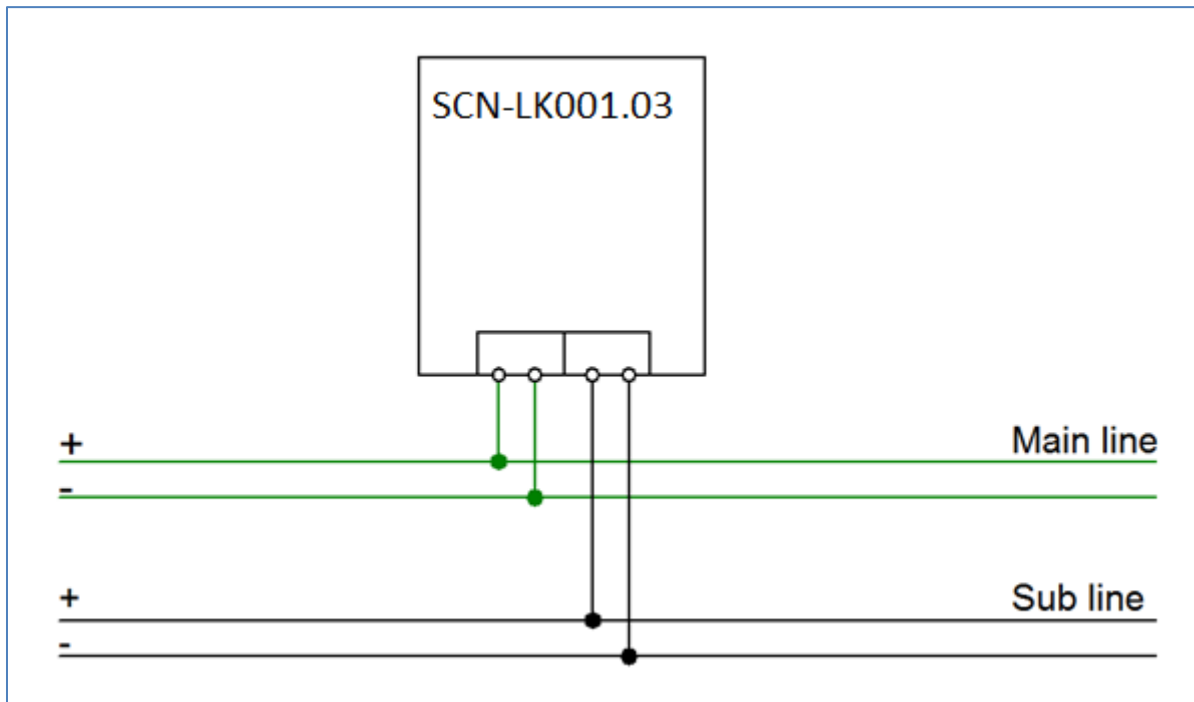 SCN-LK001.03
+ Main line
-
+ Sub line
-